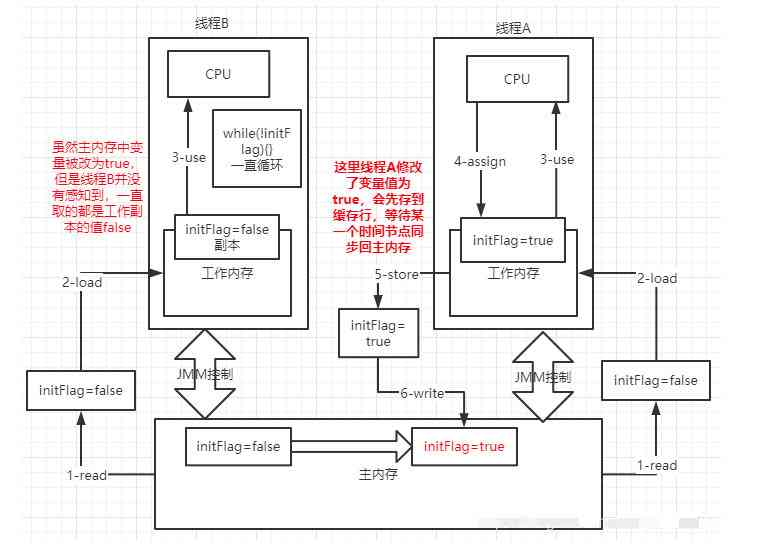 线程B
线程A
CPU
CPU
while(!initF
lag){}
一直循环
虽然主内存中变
量被改为true，
但是线程B并没
有感知到，一直
取的都是工作副
本的值false
3-use
这里线程A修改
了变量值为
true，会先存到
缓存行，等待某
一个时间节点同
步回主内存
4-assign
3-use
initFlag=false
副本
工作内存
initFlag=true
工作内存
2-load
5-store
2-load
initFlag=
true
JMM控制
JMM控制
initFlag=false
initFlag=false
6-write
initFlag=false
initFlag=true
1-read
主内存
1-read